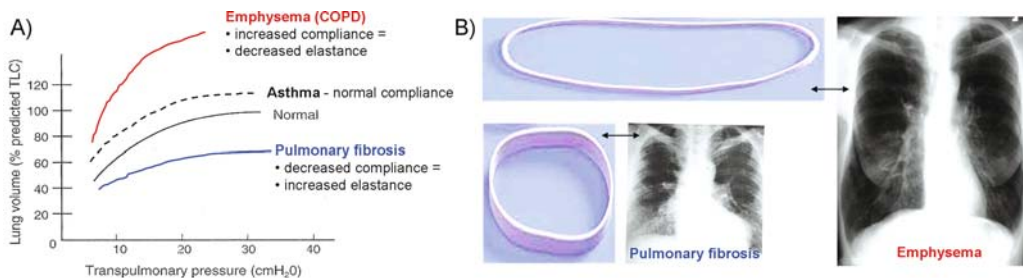 A)
Emphysema (COPD)
• increased compliance =
• decreased elastance
Asthma - normal compliance
Normal
Pulmonary fibrosis
• decreased compliance =
• increased elastance
Lung volume (% predicted TLC)
120
100
80
60
40
20
0
10
20
30
40
Transpulmonary pressure (cmH20)
B)
Pulmonary fibrosis
Emphysema